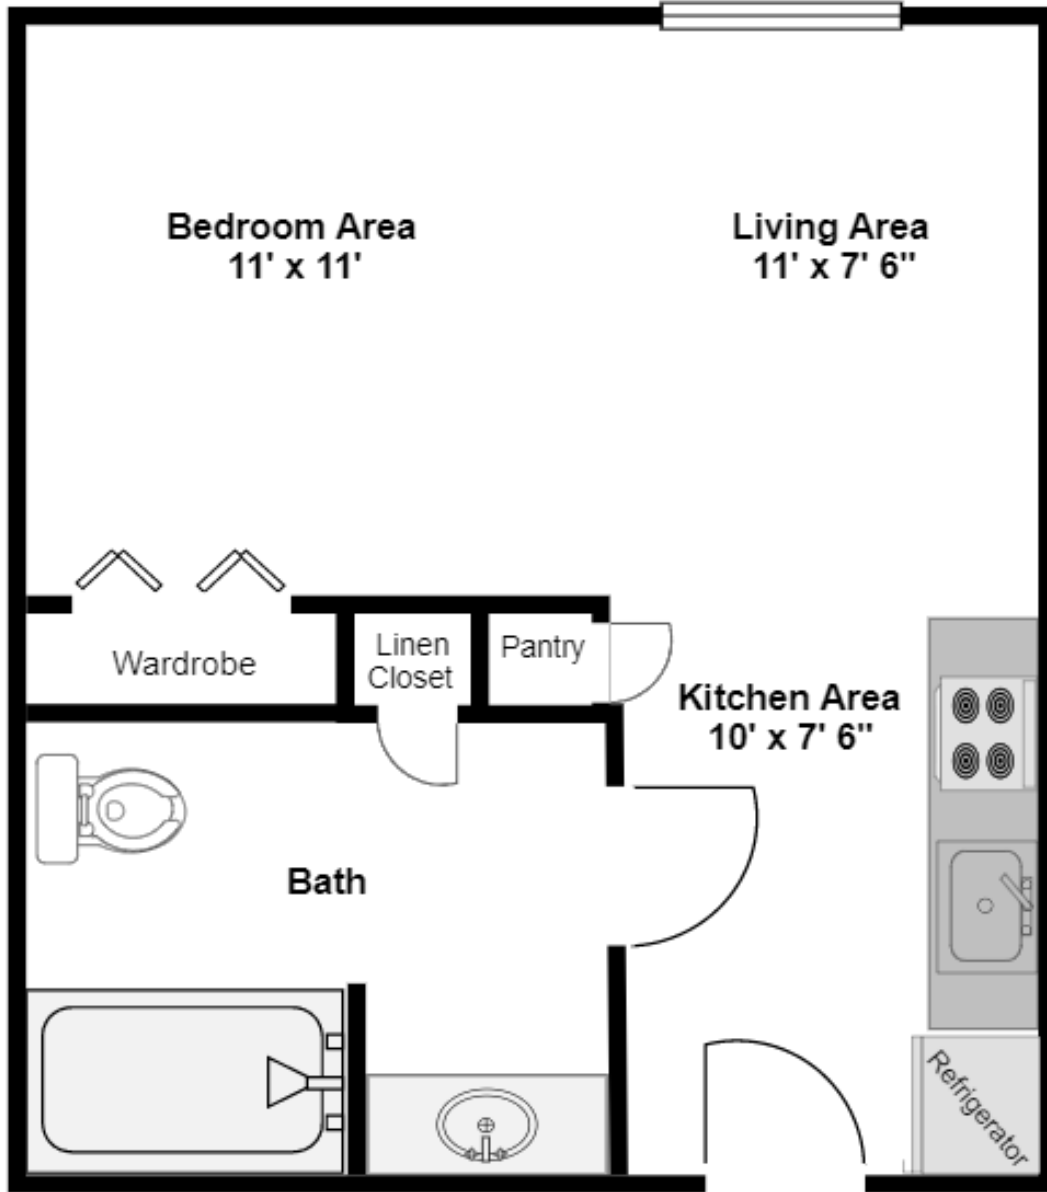 Bedroom Area
11' x 11'
Living Area
11' x 7' 6"
Wardrobe
Linen
Closet
Pantry
Kitchen Area
10' x 7' 6"
Bath
Refrigerator